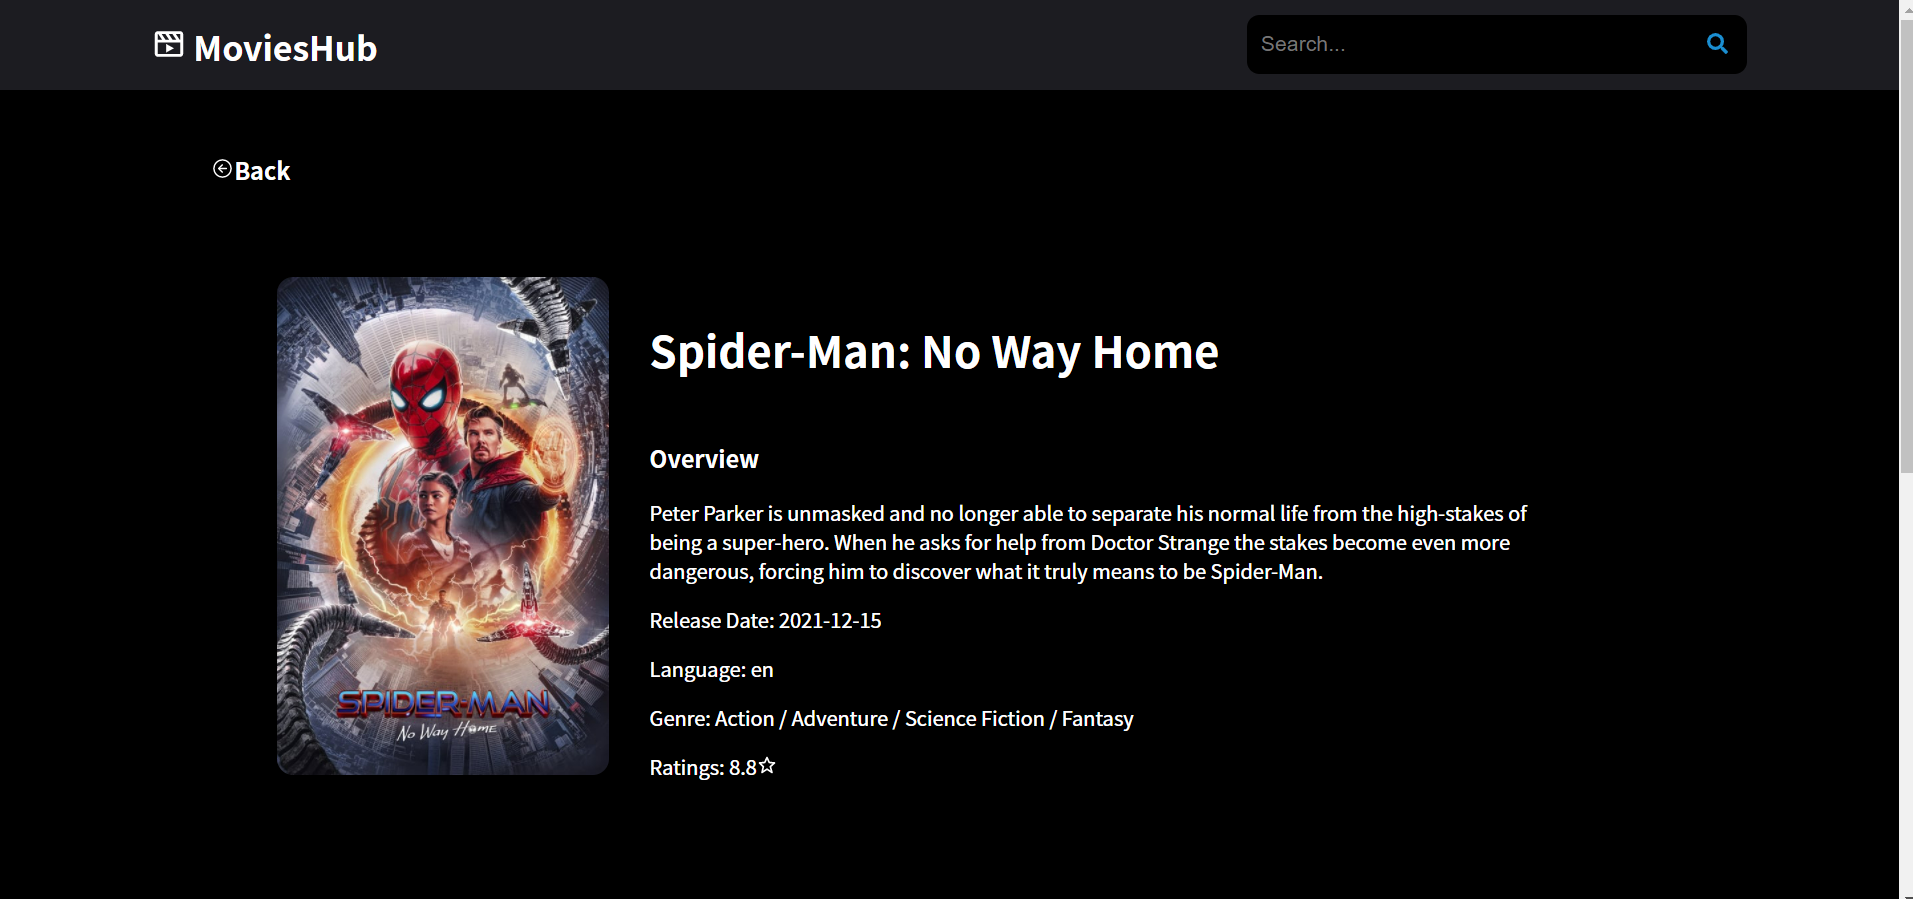 MoviesHub
Search...
Back
Spider-Man: No Way Home
Overview
Peter Parker is unmasked and no longer able to separate his normal life from the high-stakes of
being a super-hero. When he asks for help from Doctor Strange the stakes become even more
dangerous, forcing him to discover what it truly means to be Spider-Man.
Release Date: 2021-12-15
Language: en
Genre: Action / Adventure / Science Fiction / Fantasy
Ratings: 8.8
SPIDER-MAN
No Way Home